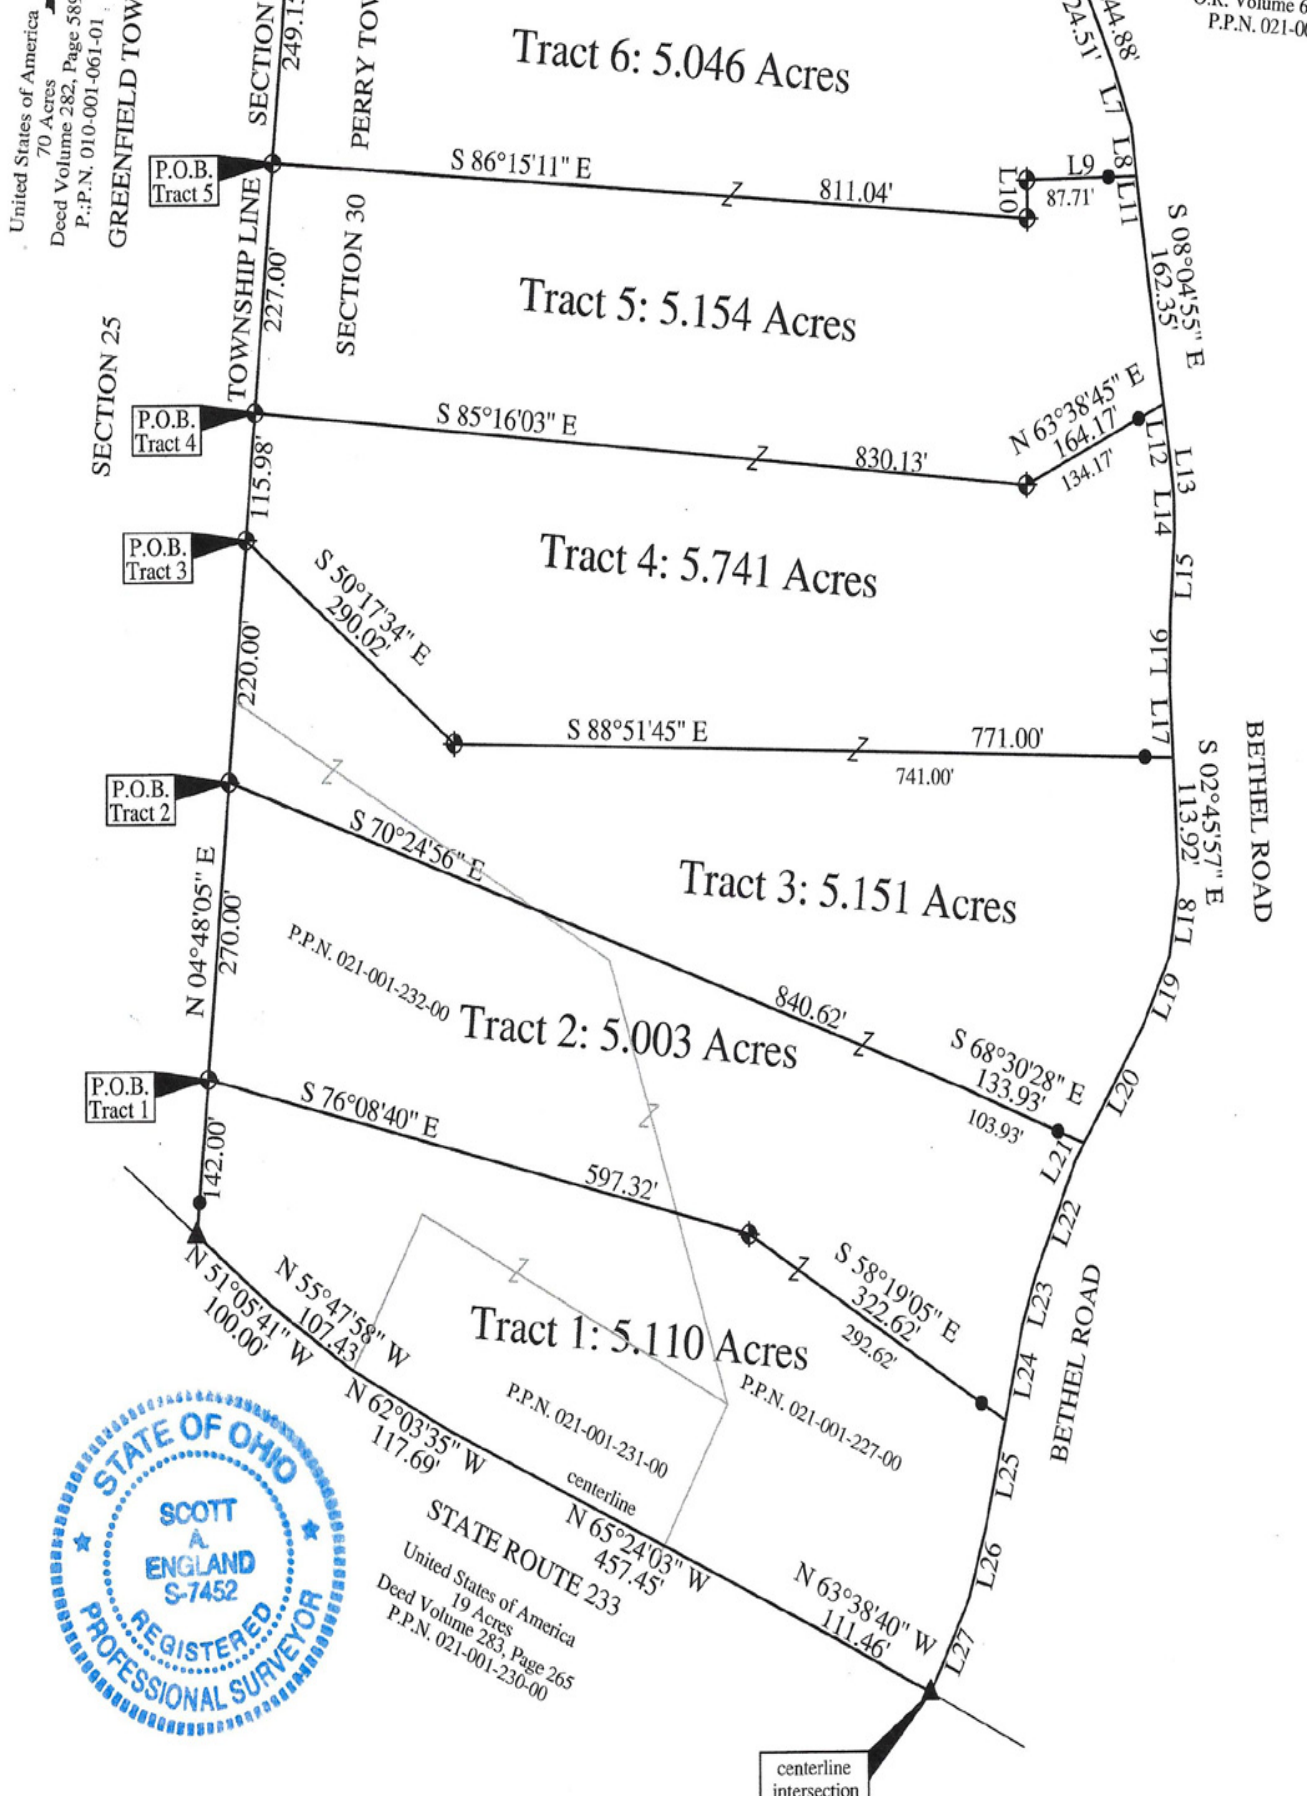 United States of America
70 Acres
Deed Volume 282, Page 589
P.:P.N. 010-001-061-01
GREENFIELD TOW
SECTION
249.1
PERRY TOW
Tract 6: 5.046 Acres
24.51'
44.88'
Volume 6
P.P.N. 021-00
L7
L8
P.O.B.
Tract 5
S 86°15'11" E
811.04'
L10
L9
87.71'
L11
TOWNSHIP LINE
227.00'
SECTION 30
S 08°04'55" E
162.35'
Tract 5: 5.154 Acres
SECTION 25
P.O.B.
Tract 4
S 85°16'03" E
830.13'
N 63°38'45" E
164.17'
134.17'
L12
L13
L14
115.98'
P.O.B.
Tract 3
S 50°17'34" E
290.02'
Tract 4: 5.741 Acres
L15
L16
L17
220.00'
S 88°51'45" E
771.00'
741.00'
S 02°45'57" E
113.92'
BETHEL ROAD
P.O.B.
Tract 2
S 70°24'56" E
840.62'
Tract 3: 5.151 Acres
L18
L19
N 04°48'05" E
270.00'
P.P.N. 021-001-232-00
Tract 2: 5.003 Acres
S 68°30'28" E
133.93'
103.93'
L20
L21
P.O.B.
Tract 1
S 76°08'40" E
597.32'
142.00'
L22
S 58°19'05" E
322.62'
292.62'
L23
BETHEL ROAD
N 51°05'41" W
100.00'
N 55°47'58" W
107.43'
Tract 1: 5.110 Acres
L24
N 62°03'35" W
117.69'
P.P.N. 021-001-231-00
P.P.N. 021-001-227-00
L25
centerline
N 65°24'03" W
457.45'
L26
STATE ROUTE 233
N 63°38'40" W
111.46'
L27
United States of America
19 Acres
Deed Volume 283, Page 265
P.P.N. 021-001-230-00
STATE OF OHIO
SCOTT
A.
ENGLAND
S-7452
REGISTERED
PROFESSIONAL SURVEYOR
centerline
intersection